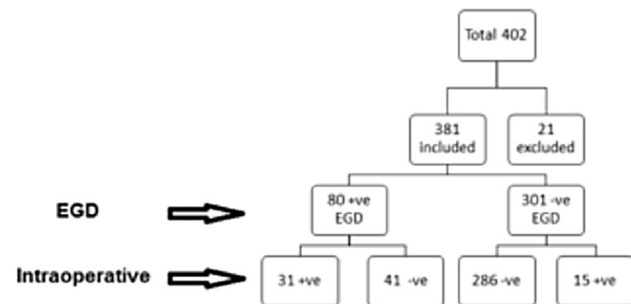 Total 402
381
included
21
excluded
EGD
80 +ve
EGD
301 -ve
EGD
Intraoperative
31 +ve
41 -ve
286 -ve
15 +ve